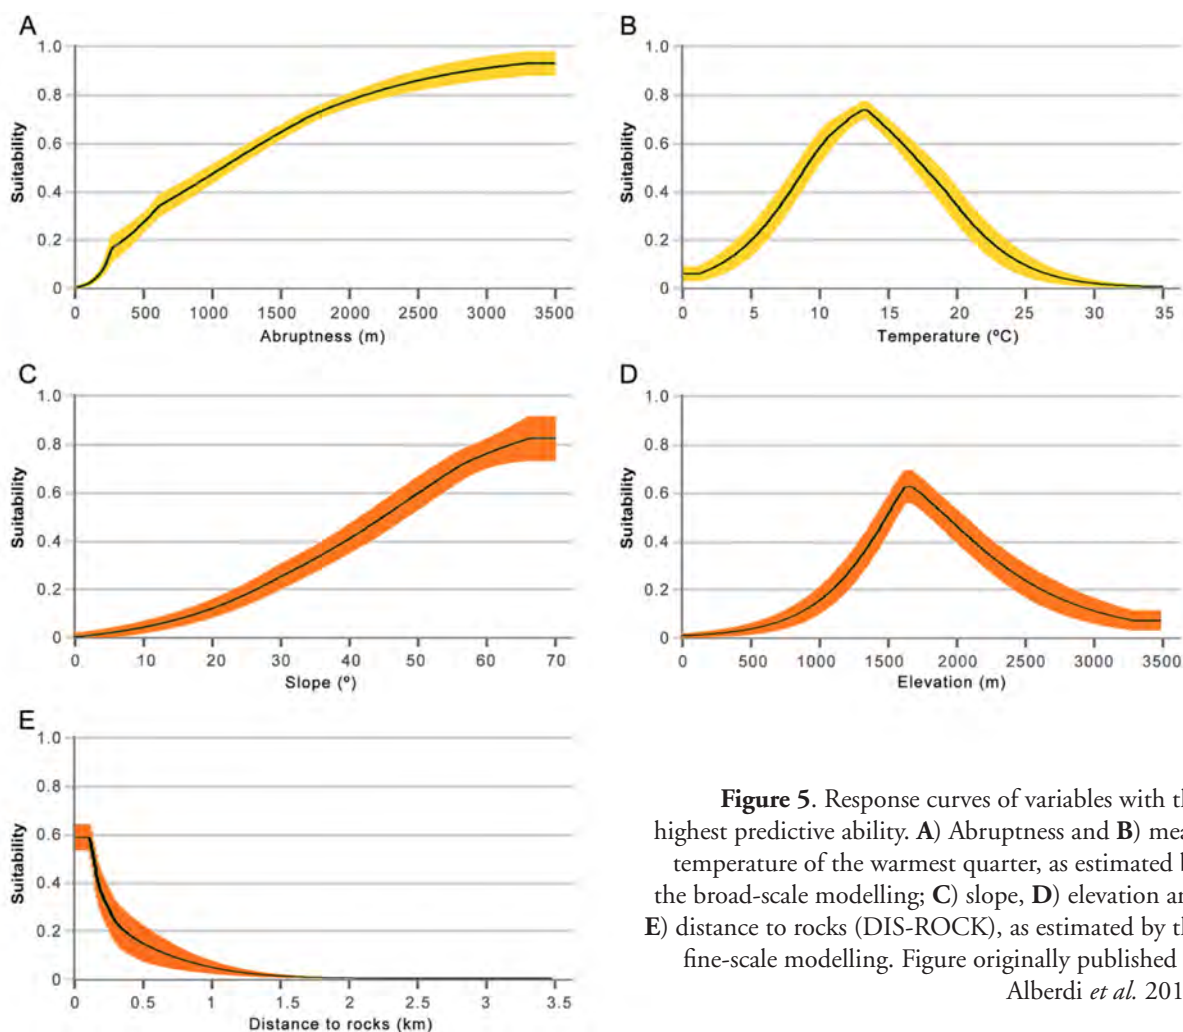 A
1.0
0.8
0.6
0.4
0.2
0
Suitability
0 500 1000 1500 2000 2500 3000 3500
Abruptness (m)
B
1.0
0.8
0.6
0.4
0.2
0
Suitability
0 5 10 15 20 25 30 35
Temperature (ºC)
C
1.0
0.8
0.6
0.4
0.2
0
Suitability
0 10 20 30 40 50 60 70
Slope (º)
D
1.0
0.8
0.6
0.4
0.2
0
Suitability
0 500 1000 1500 2000 2500 3000 3500
Elevation (m)
E
1.0
0.8
0.6
0.4
0.2
0
Suitability
0 0.5 1 1.5 2 2.5 3 3.5
Distance to rocks (km)
Figure 5. Response curves of variables with th
highest predictive ability. A) Abruptness and B) mea
temperature of the warmest quarter, as estimated b
the broad-scale modelling; C) slope, D) elevation an
E) distance to rocks (DIS-ROCK), as estimated by th
fine-scale modelling. Figure originally published
Alberdi et al. 201